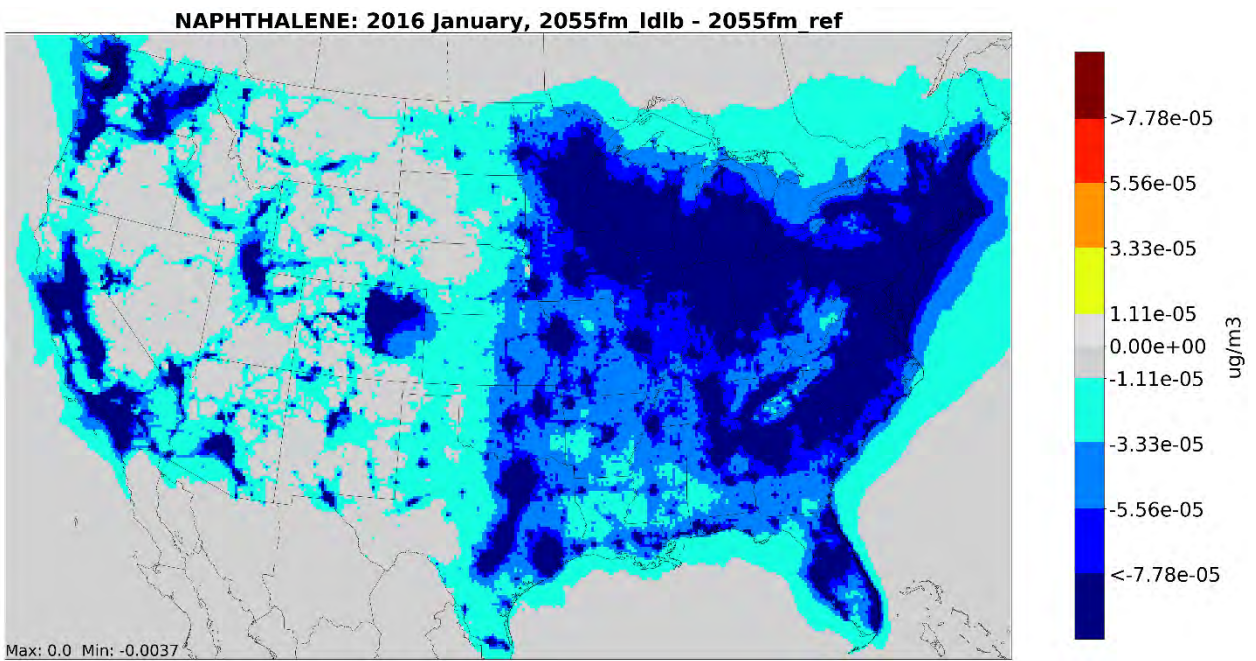 NAPHTHALENE: 2016 January, 2055fm_ldlb - 2055fm_ref
>7.78e-05
5.56e-05
3.33e-05
1.11e-05
0.00e+00
-1.11e-05
-3.33e-05
-5.56e-05
<-7.78e-05
ug/m3
Max: 0.0 Min: -0.0037